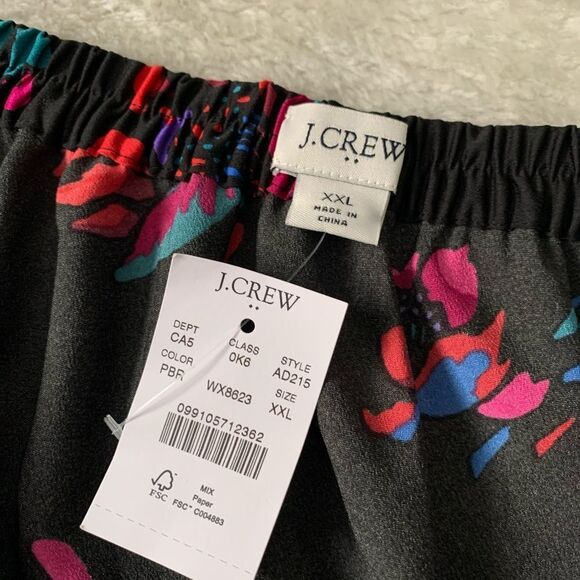 J.CREW
XXL
MADE IN
CHINA
J.CREW
DEPT CLASS STYLE
CA5 0K6 AD215
COLOR SIZE
PBR WX8623 XXL
099105712362
FSC
MIX
Paper
FSC™ C004883